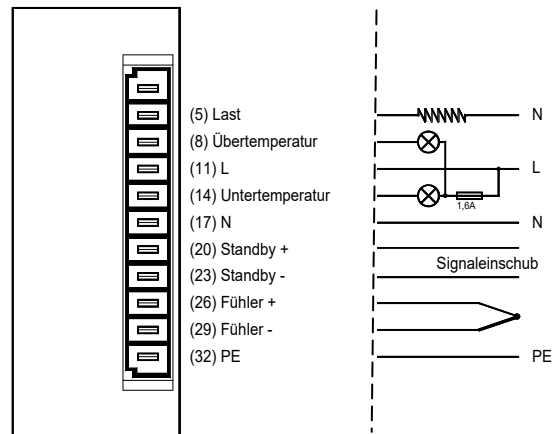 (5) Last N
(8) Übertemperatur
(11) L L
(14) Untertemperatur 1,6A
(17) N N
(20) Standby +
Signaleinschub
(23) Standby -
(26) Fühler +
(29) Fühler -
(32) PE PE